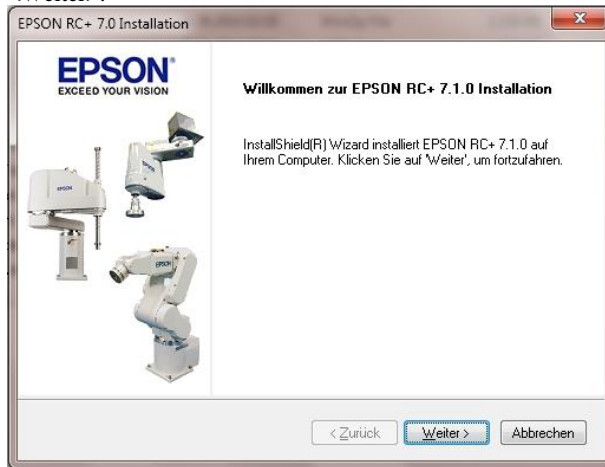 EPSON RC+ 7.0 Installation
EPSON
EXCEED YOUR VISION
Willkommen zur EPSON RC+ 7.1.0 Installation
InstallShield(R) Wizard installiert EPSON RC+ 7.1.0 auf
Ihrem Computer. Klicken Sie auf 'Weiter', um fortzufahren.
EPSON
EPSON
EPSON
< Zurück
Weiter >
Abbrechen